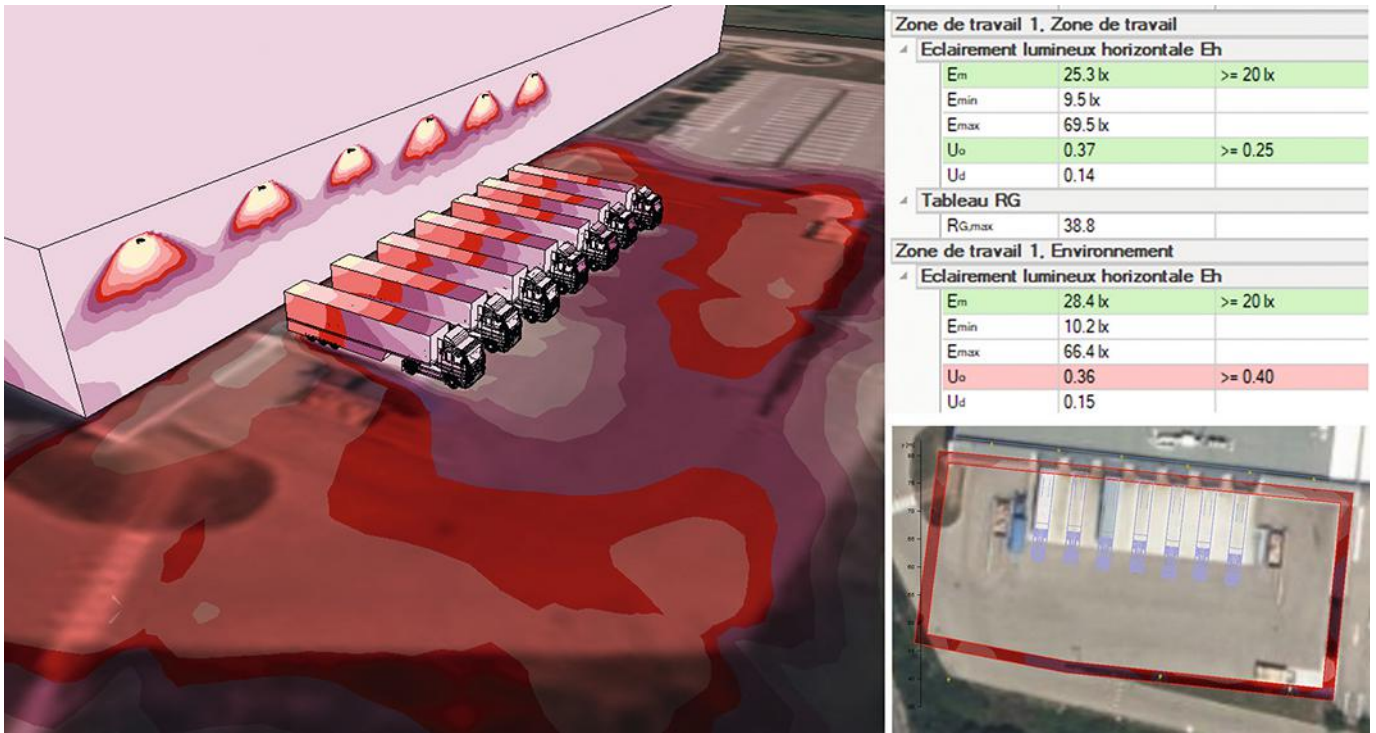 Zone de travail 1, Zone de travail
Eclairement lumineux horizontale Eh
Em 25.3 lx >= 20 lx
Emin 9.5 lx
Emax 69.5 lx
Uo 0.37 >= 0.25
Ud 0.14
Tableau RG
RG,max 38.8
Zone de travail 1, Environnement
Eclairement lumineux horizontale Eh
Em 28.4 lx >= 20 lx
Emin 10.2 lx
Emax 66.4 lx
Uo 0.36 >= 0.40
Ud 0.15